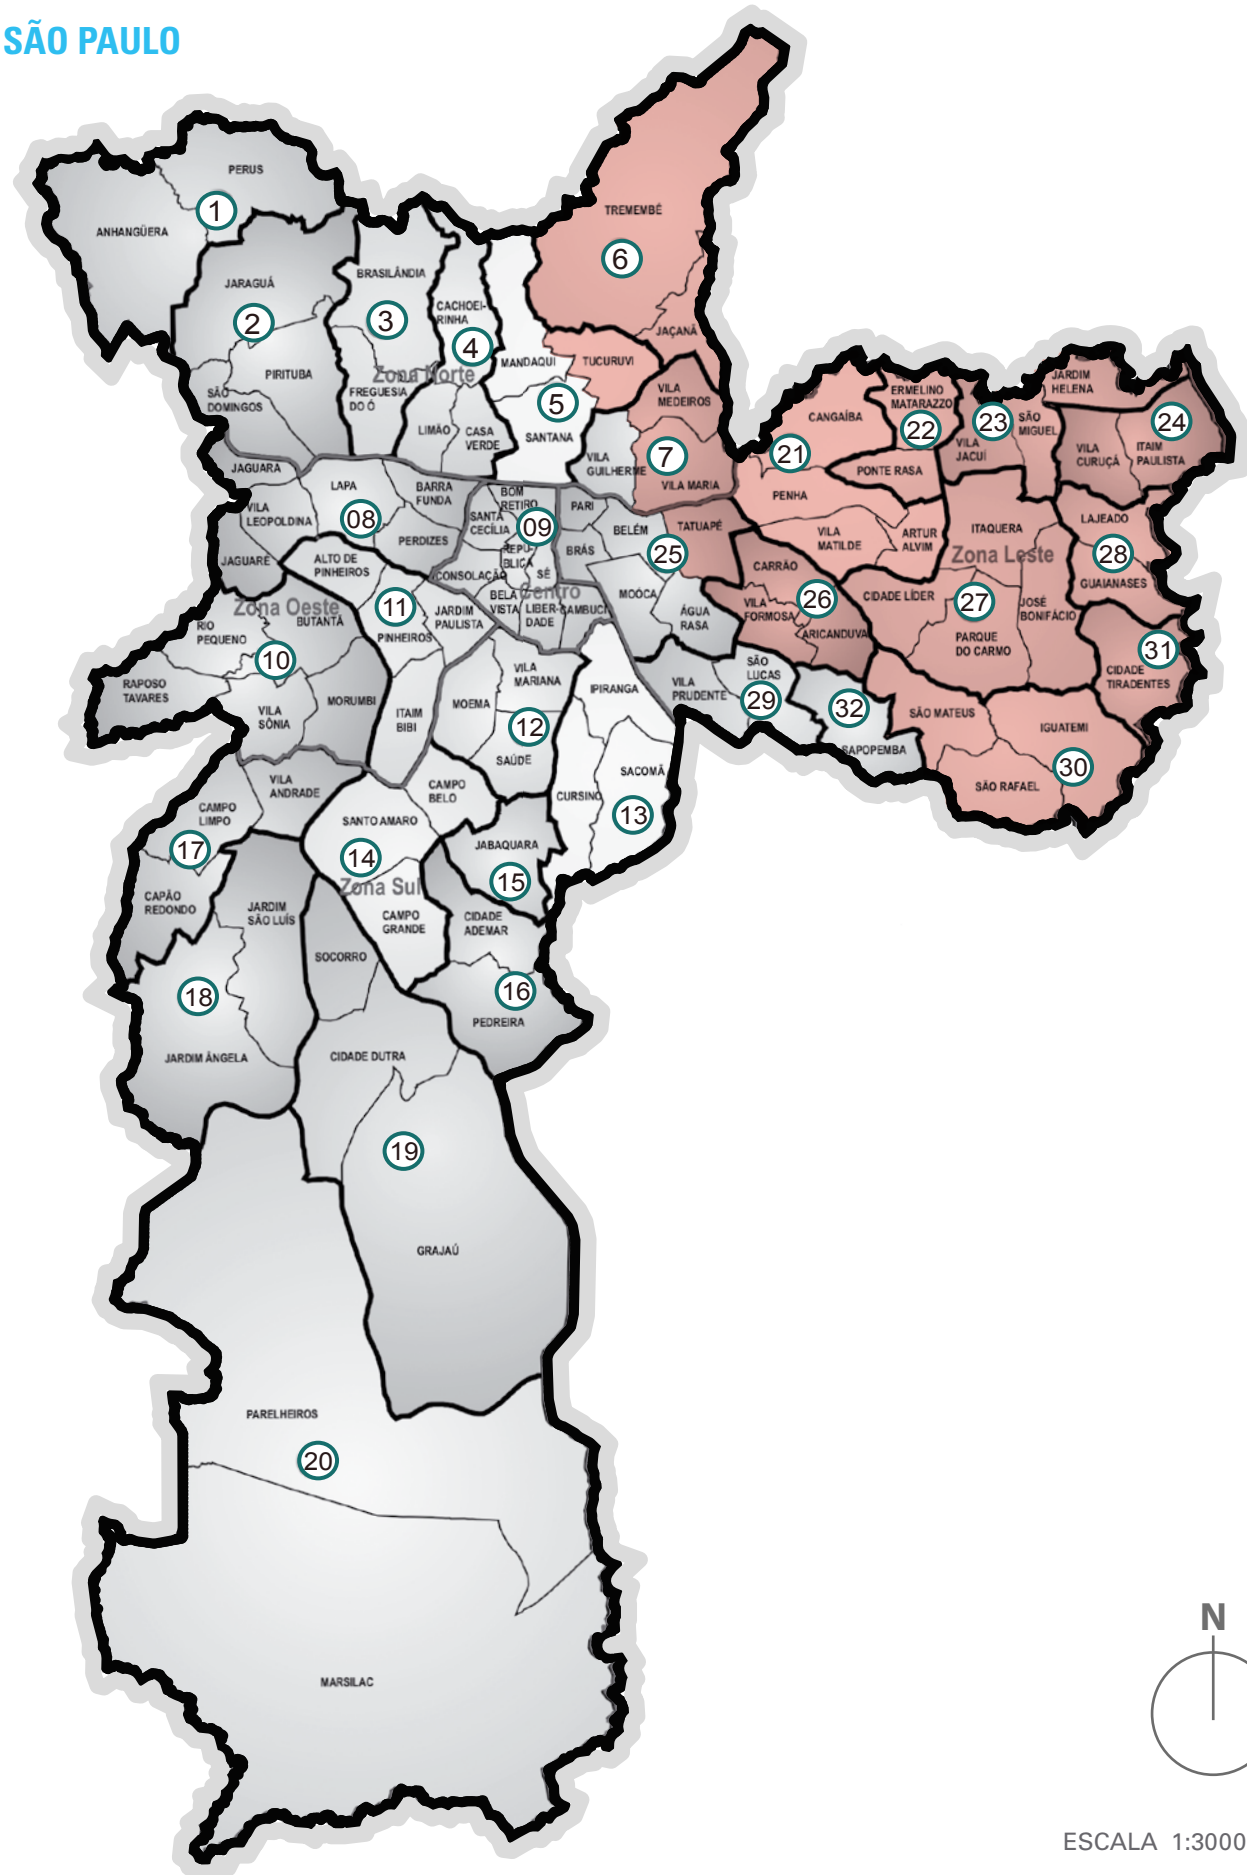 SÃO PAULO
PERUS
1
ANHANGÜERA
TREMEMBÉ
6
JARAGUÁ
2
BRASILÂNDIA
3
CACHOEI-
RINHA
4
JAÇANÃ
MANDAQUI
TUCURUVI
PIRITUBA
Zona Norte
SÃO
DOMINGOS
FREGUESIA
DO Ó
5
VILA
MEDEIROS
LIMÃO
CASA
VERDE
SANTANA
VILA
GUILHERME
7
VILA MARIA
JARDIM
HELENA
ERMELINO
MATARAZZO
22
CANGAÍBA
21
23
SÃO
MIGUEL
24
VILA
JACUÍ
VILA
CURUÇÁ
ITAIM
PAULISTA
PONTE RASA
PENHA
JAGUARA
LAPA
BARRA
FUNDA
BOM
RETIRO
PARI
VILA
LEOPOLDINA
08
SANTA
CECÍLIA
09
BELÉM
TATUAPÉ
VILA
MATILDE
ARTUR
ALVIM
ITAQUERA
LAJEADO
PERDIZES
REPÚ-
BLICA
BRÁS
25
Zona Leste
28
JAGUARÉ
ALTO DE
PINHEIROS
CONSOLAÇÃO
SÉ
Centro
CARRÃO
GUAIANASES
Zona Oeste
11
BELA
VISTA
LIBER-
DADE
CAMBUCI
MOÓCA
VILA
FORMOSA
26
CIDADE LÍDER
27
JOSÉ
BONIFÁCIO
RIO
PEQUENO
BUTANTÃ
PINHEIROS
JARDIM
PAULISTA
ÁGUA
RASA
ARICANDUVA
PARQUE
DO CARMO
31
10
RAPOSO
TAVARES
VILA
MARIANA
SÃO
LUCAS
CIDADE
TIRADENTES
MORUMBI
MOEMA
IPIRANGA
VILA
PRUDENTE
29
32
VILA
SÔNIA
ITAIM
BIBI
12
SÃO MATEUS
IGUATEMI
SAÚDE
SAPOPEMBA
30
VILA
ANDRADE
CAMPO
BELO
SACOMÃ
SÃO RAFAEL
CAMPO
LIMPO
CURSINO
13
SANTO AMARO
17
14
JABAQUARA
Zona Sul
15
CAPÃO
REDONDO
JARDIM
SÃO LUÍS
CAMPO
GRANDE
CIDADE
ADEMAR
SOCORRO
18
16
PEDREIRA
JARDIM ÂNGELA
CIDADE DUTRA
19
GRAJAÚ
PARELHEIROS
20
MARSILAC
N
ESCALA 1:3000